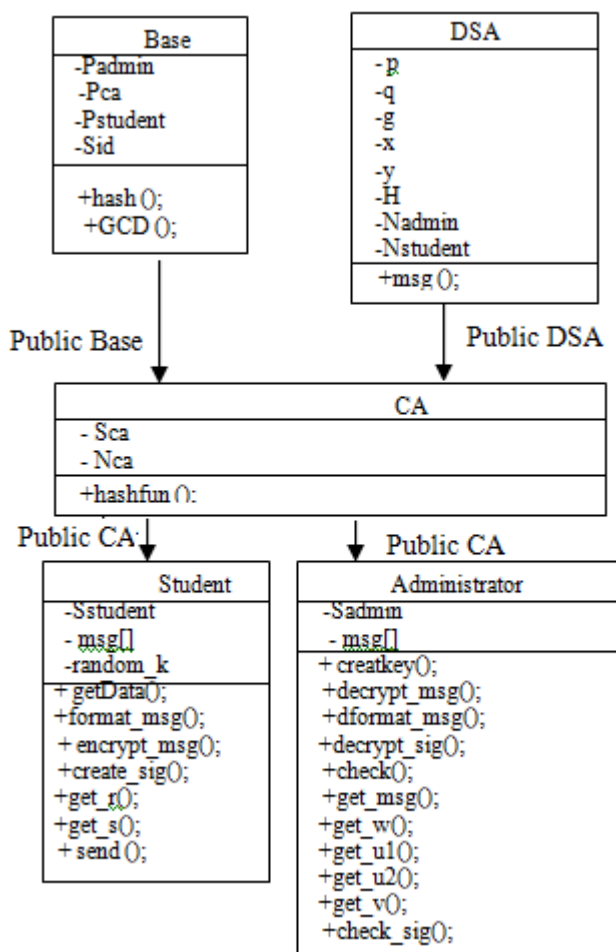 Base
-Padmin
-Pca
-Pstudent
-Sid
+hash ();
+GCD ();
DSA
- p
-q
-g
-x
-y
-H
-Nadmin
-Nstudent
+msg ();
Public Base
Public DSA
CA
- Sca
- Nca
+hashfun ();
Public CA
Public CA
Student
-Sstudent
- msg[]
-random_k
+ getData();
+format_msg();
+ encrypt_msg();
+create_sig();
+get_r();
+get_s();
+ send ();
Administrator
-Sadmin
- msg[]
+ creatkey();
+decrypt_msg();
+dformat_msg();
+decrypt_sig();
+check();
+get_msg();
+get_w();
+get_u1();
+get_u2();
+get_v();
+check_sig();